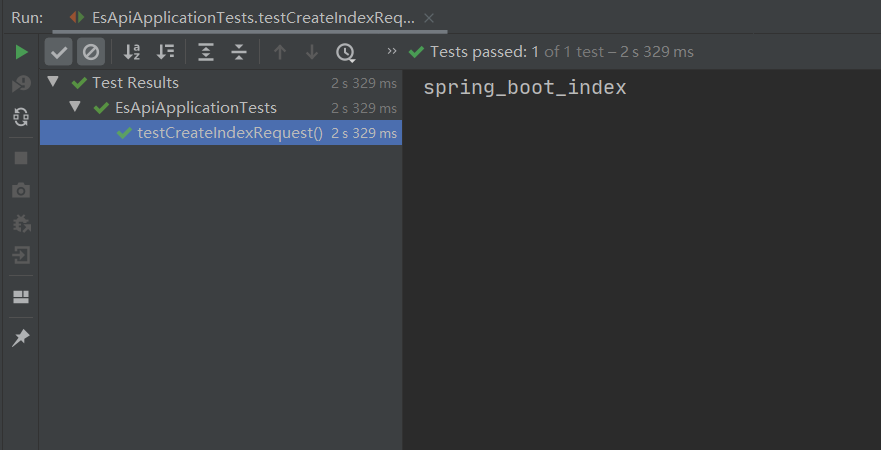 Run: EsApiApplicationTests.testCreateIndexReq...
Tests passed: 1 of 1 test – 2 s 329 ms
Test Results 2 s 329 ms
EsApiApplicationTests 2 s 329 ms
testCreateIndexRequest() 2 s 329 ms
spring_boot_index